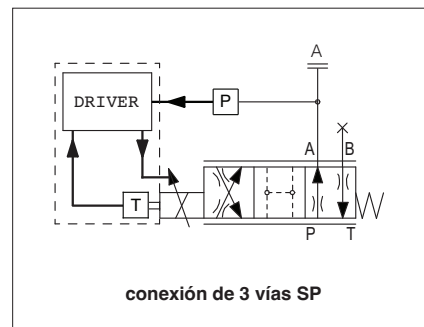 A
DRIVER
P
A B
T
P T
conexión de 3 vías SP